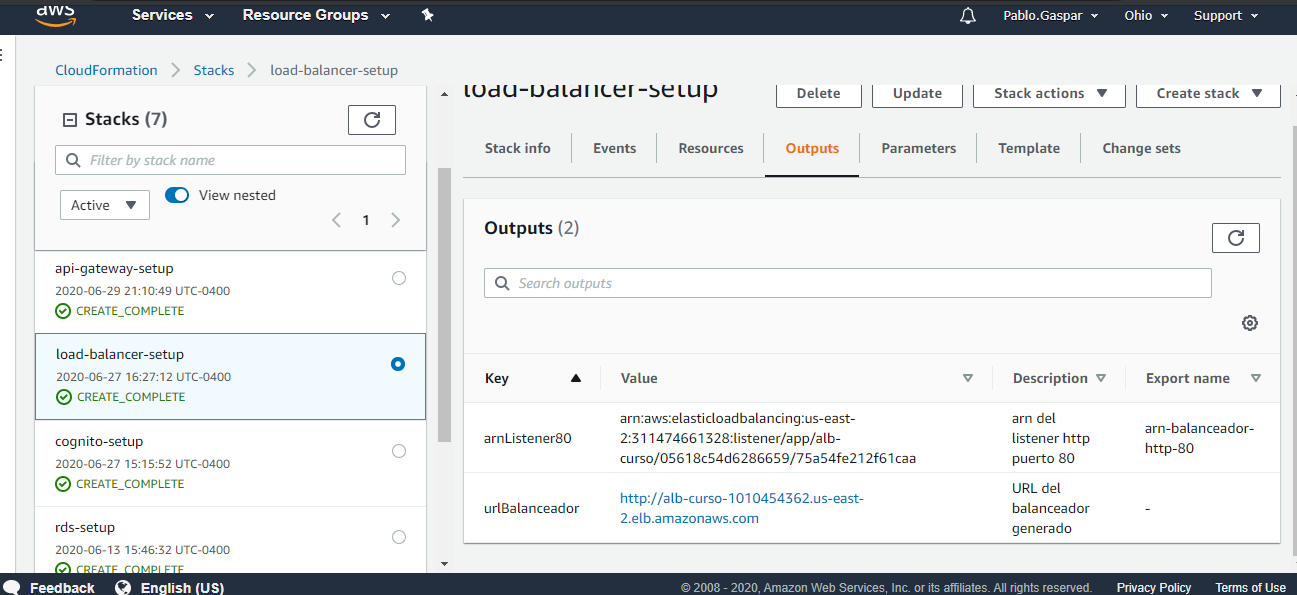 aws Services Resource Groups Pablo.Gaspar Ohio Support
CloudFormation Stacks load-balancer-setup
Stacks (7)
Filter by stack name
Active View nested
1
api-gateway-setup
2020-06-29 21:10:49 UTC-0400
CREATE_COMPLETE
load-balancer-setup
2020-06-27 16:27:12 UTC-0400
CREATE_COMPLETE
cognito-setup
2020-06-27 15:15:52 UTC-0400
CREATE_COMPLETE
rds-setup
2020-06-13 15:46:32 UTC-0400
CREATE_COMPLETE
load-balancer-setup
Delete Update Stack actions Create stack
Stack info Events Resources Outputs Parameters Template Change sets
Outputs (2)
Search outputs
Key Value Description Export name
arnListener80
arn:aws:elasticloadbalancing:us-east-
2:311474661328:listener/app/alb-
curso/05618c54d6286659/75a54fe212f61caa
arn del
listener http
puerto 80
arn-balanceador-
http-80
urlBalanceador
http://alb-curso-1010454362.us-east-
2.elb.amazonaws.com
URL del
balanceador
generado
-
Feedback English (US) © 2008 - 2020, Amazon Web Services, Inc. or its affiliates. All rights reserved. Privacy Policy Terms of Use